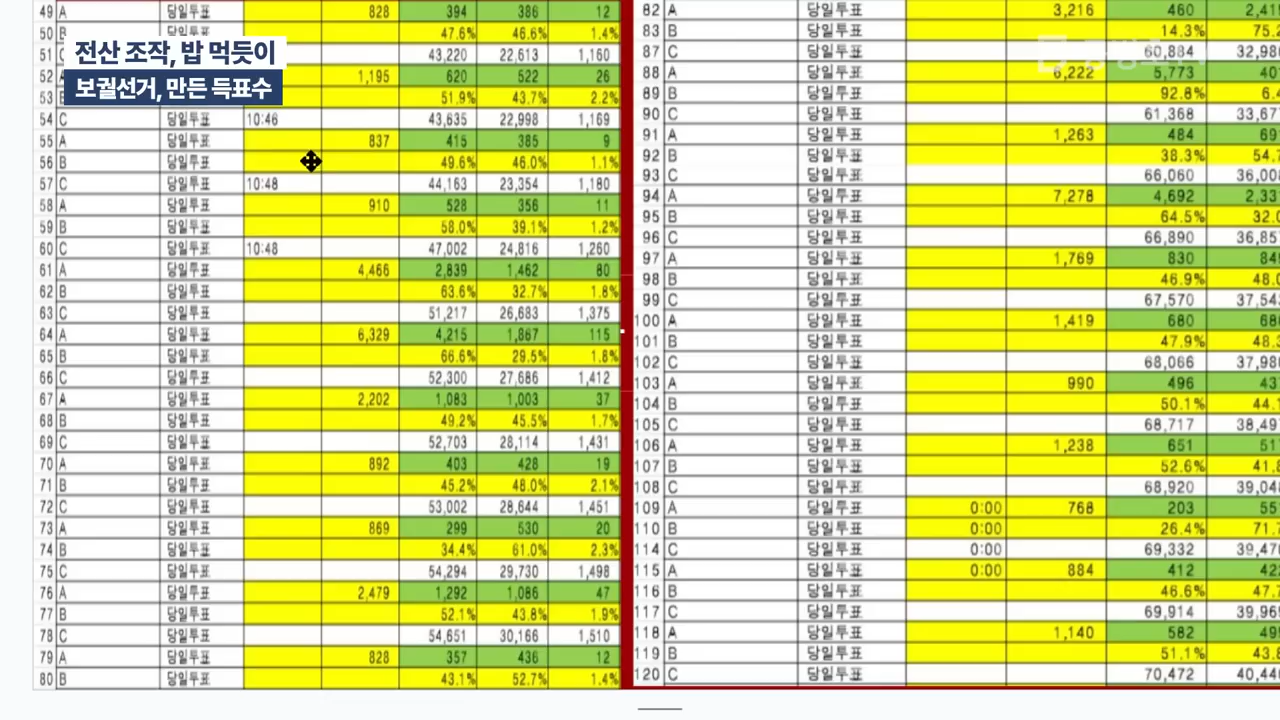 전산 조작, 밥 먹듯이
보궐선거, 만든 득표수
49 A 당일투표 828 394 386 12
50 당일투표 47.6% 46.6% 1.4%
51 당일투표 43,220 22,613 1,160
52 당일투표 1,195 620 522 26
53 당일투표 51.9% 43.7% 2.2%
54 C 당일투표 10:46 43,635 22,998 1,169
55 A 당일투표 837 415 385 9
56 B 당일투표 49.6% 46.0% 1.1%
57 C 당일투표 10:48 44,163 23,354 1,180
58 A 당일투표 910 528 356 11
59 B 당일투표 58.0% 39.1% 1.2%
60 C 당일투표 10:48 47,002 24,816 1,260
61 A 당일투표 4,466 2,839 1,462 80
62 B 당일투표 63.6% 32.7% 1.8%
63 C 당일투표 51,217 26,683 1,375
64 A 당일투표 6,329 4,215 1,867 115
65 B 당일투표 66.6% 29.5% 1.8%
66 C 당일투표 52,300 27,686 1,412
67 A 당일투표 2,202 1,083 1,003 37
68 B 당일투표 49.2% 45.5% 1.7%
69 C 당일투표 52,703 28,114 1,431
70 A 당일투표 892 403 428 19
71 B 당일투표 45.2% 48.0% 2.1%
72 C 당일투표 53,002 28,644 1,451
73 A 당일투표 869 299 530 20
74 B 당일투표 34.4% 61.0% 2.3%
75 C 당일투표 54,294 29,730 1,498
76 A 당일투표 2,479 1,292 1,086 47
77 B 당일투표 52.1% 43.8% 1.9%
78 C 당일투표 54,651 30,166 1,510
79 A 당일투표 828 357 436 12
80 B 당일투표 43.1% 52.7% 1.4%
82 A 당일투표 3,216 460
83 B 당일투표 14.3%
87 C 당일투표 60,884
88 A 당일투표 6,222 5,773
89 B 당일투표 92.8%
90 C 당일투표 61,368
91 A 당일투표 1,263 484
92 B 당일투표 38.3%
93 C 당일투표 66,060
94 A 당일투표 7,278 4,692
95 B 당일투표 64.5%
96 C 당일투표 66,890
97 A 당일투표 1,769 830
98 B 당일투표 46.9%
99 C 당일투표 67,570
100 A 당일투표 1,419 680
101 B 당일투표 47.9%
102 C 당일투표 68,066
103 A 당일투표 990 496
104 B 당일투표 50.1%
105 C 당일투표 68,717
106 A 당일투표 1,238 651
107 B 당일투표 52.6%
108 C 당일투표 68,920
109 A 당일투표 0:00 768 203
110 B 당일투표 0:00 26.4%
114 C 당일투표 0:00 69,332
115 A 당일투표 0:00 884 412
116 B 당일투표 46.6%
117 C 당일투표 69,914
118 A 당일투표 1,140 582
119 B 당일투표 51.1%
120 C 당일투표 70,472